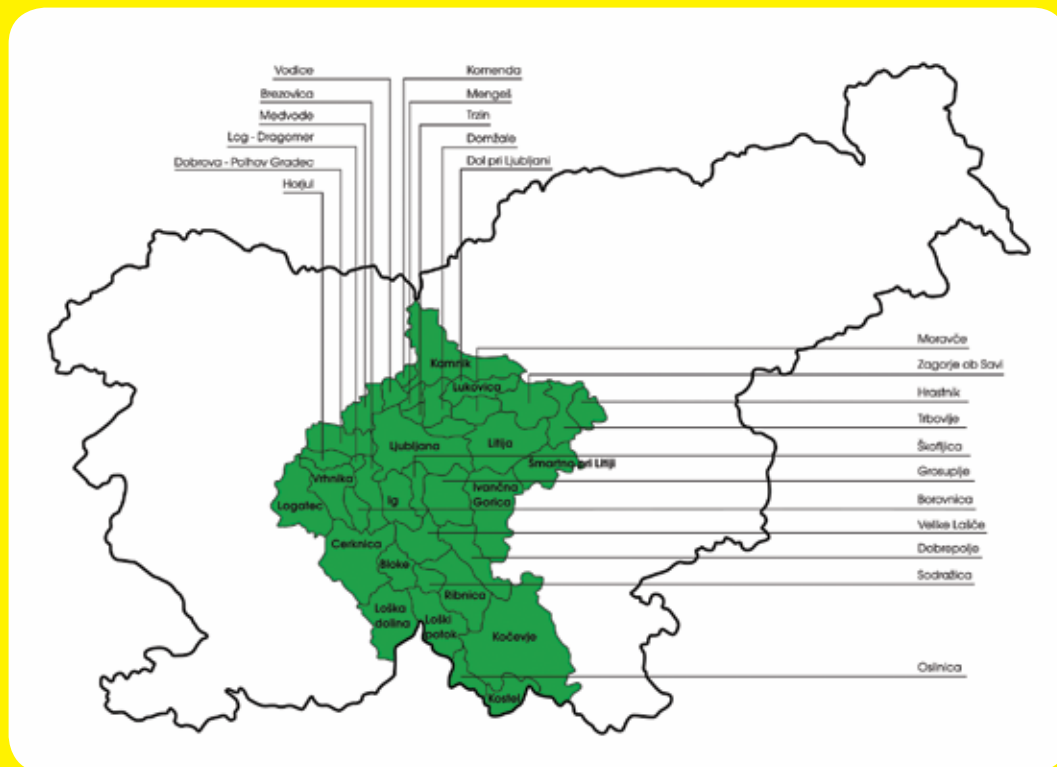 Vodice
Brezovica
Medvode
Log - Dragomer
Dobrova - Polhov Gradec
Horjul
Komenda
Mengeš
Trzin
Domžale
Dol pri Ljubljani
Moravče
Zagorje ob Savi
Hrastnik
Trbovlje
Škofljica
Grosuplje
Borovnica
Velike Lašče
Dobrepolje
Sodražica
Osilnica
Kamnik
Lukovica
Ljubljana
Litija
Šmartno pri Litiji
Vrhnika
Ivančna
Gorica
Ig
Logatec
Cerknica
Bloke
Ribnica
Loška
dolina
Loški
potok
Kočevje
Kostel